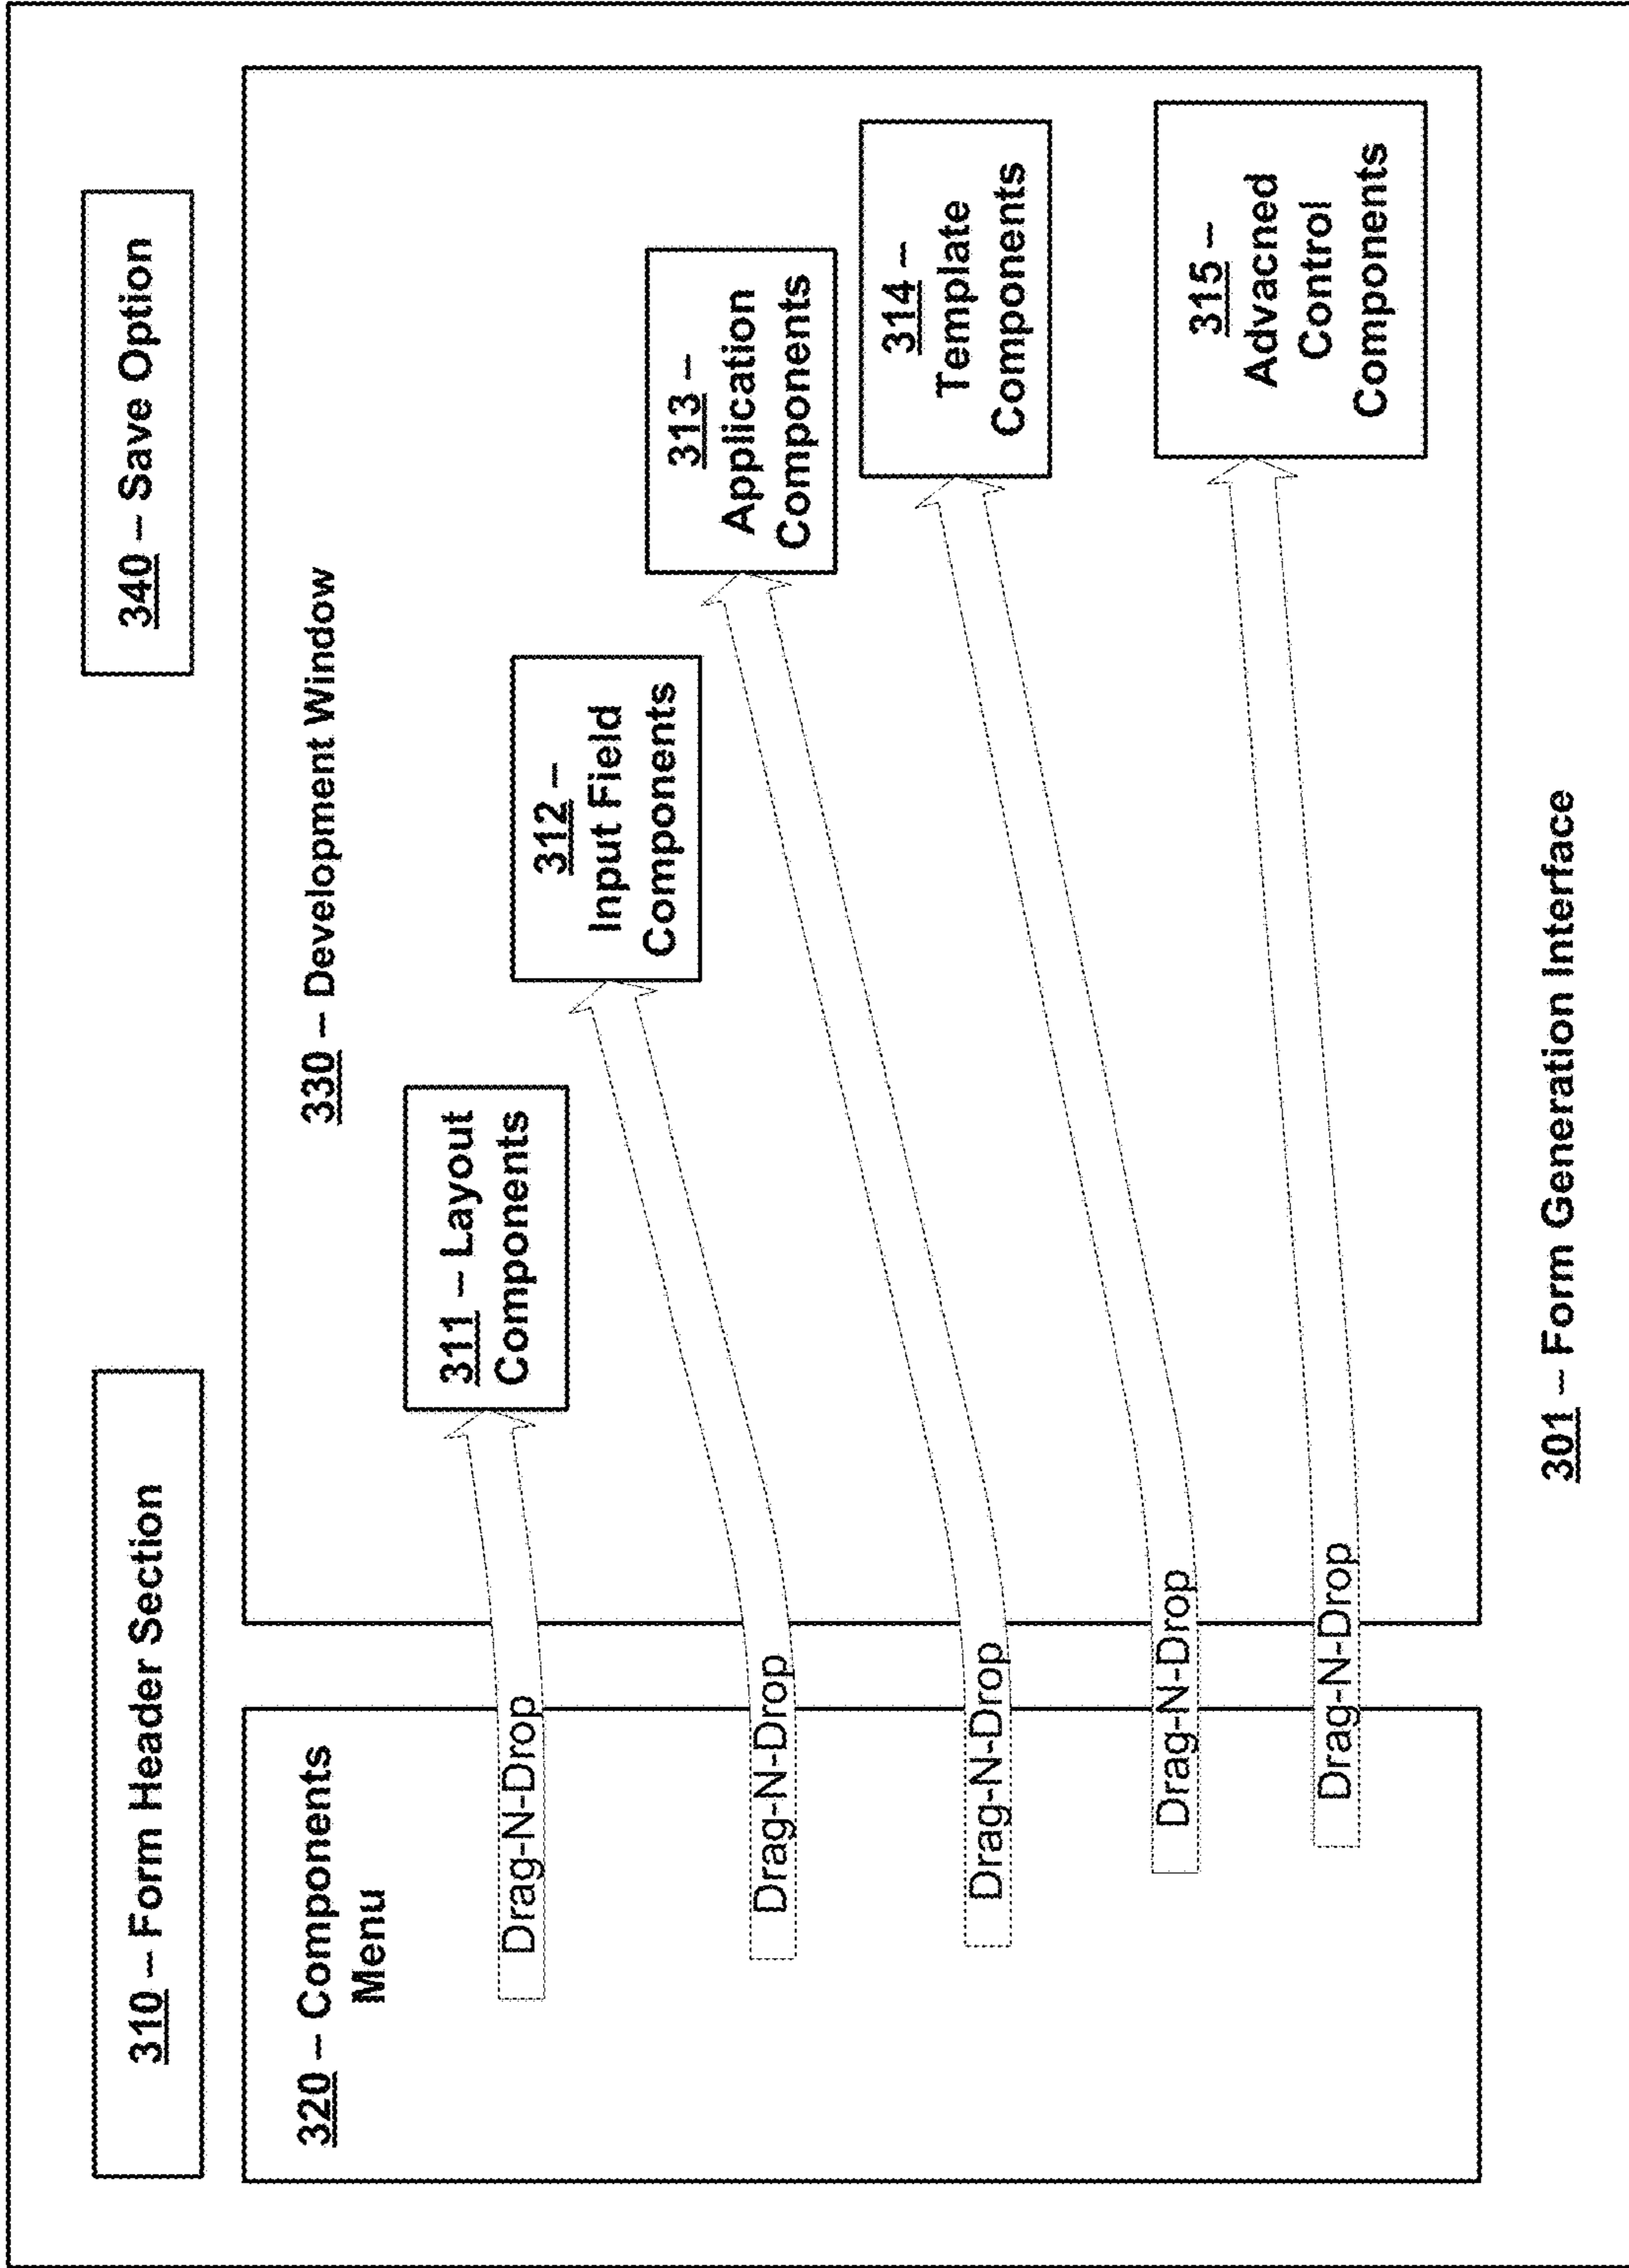 310 – Form Header Section
340 – Save Option
320 – Components
Menu
330 – Development Window
311 – Layout
Components
312 –
Input Field
Components
313 –
Application
Components
314 –
Template
Components
315 –
Advacned
Control
Components
Drag-N-Drop
Drag-N-Drop
Drag-N-Drop
Drag-N-Drop
Drag-N-Drop
301 – Form Generation Interface